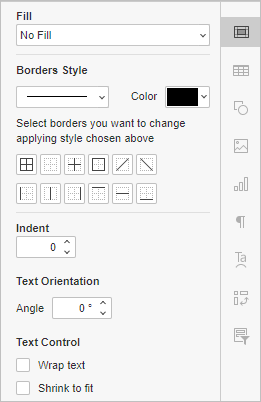 Fill
No Fill
Borders Style
Color
Select borders you want to change
applying style chosen above
Indent
0
Text Orientation
Angle 0 °
Text Control
Wrap text
Shrink to fit
Ta